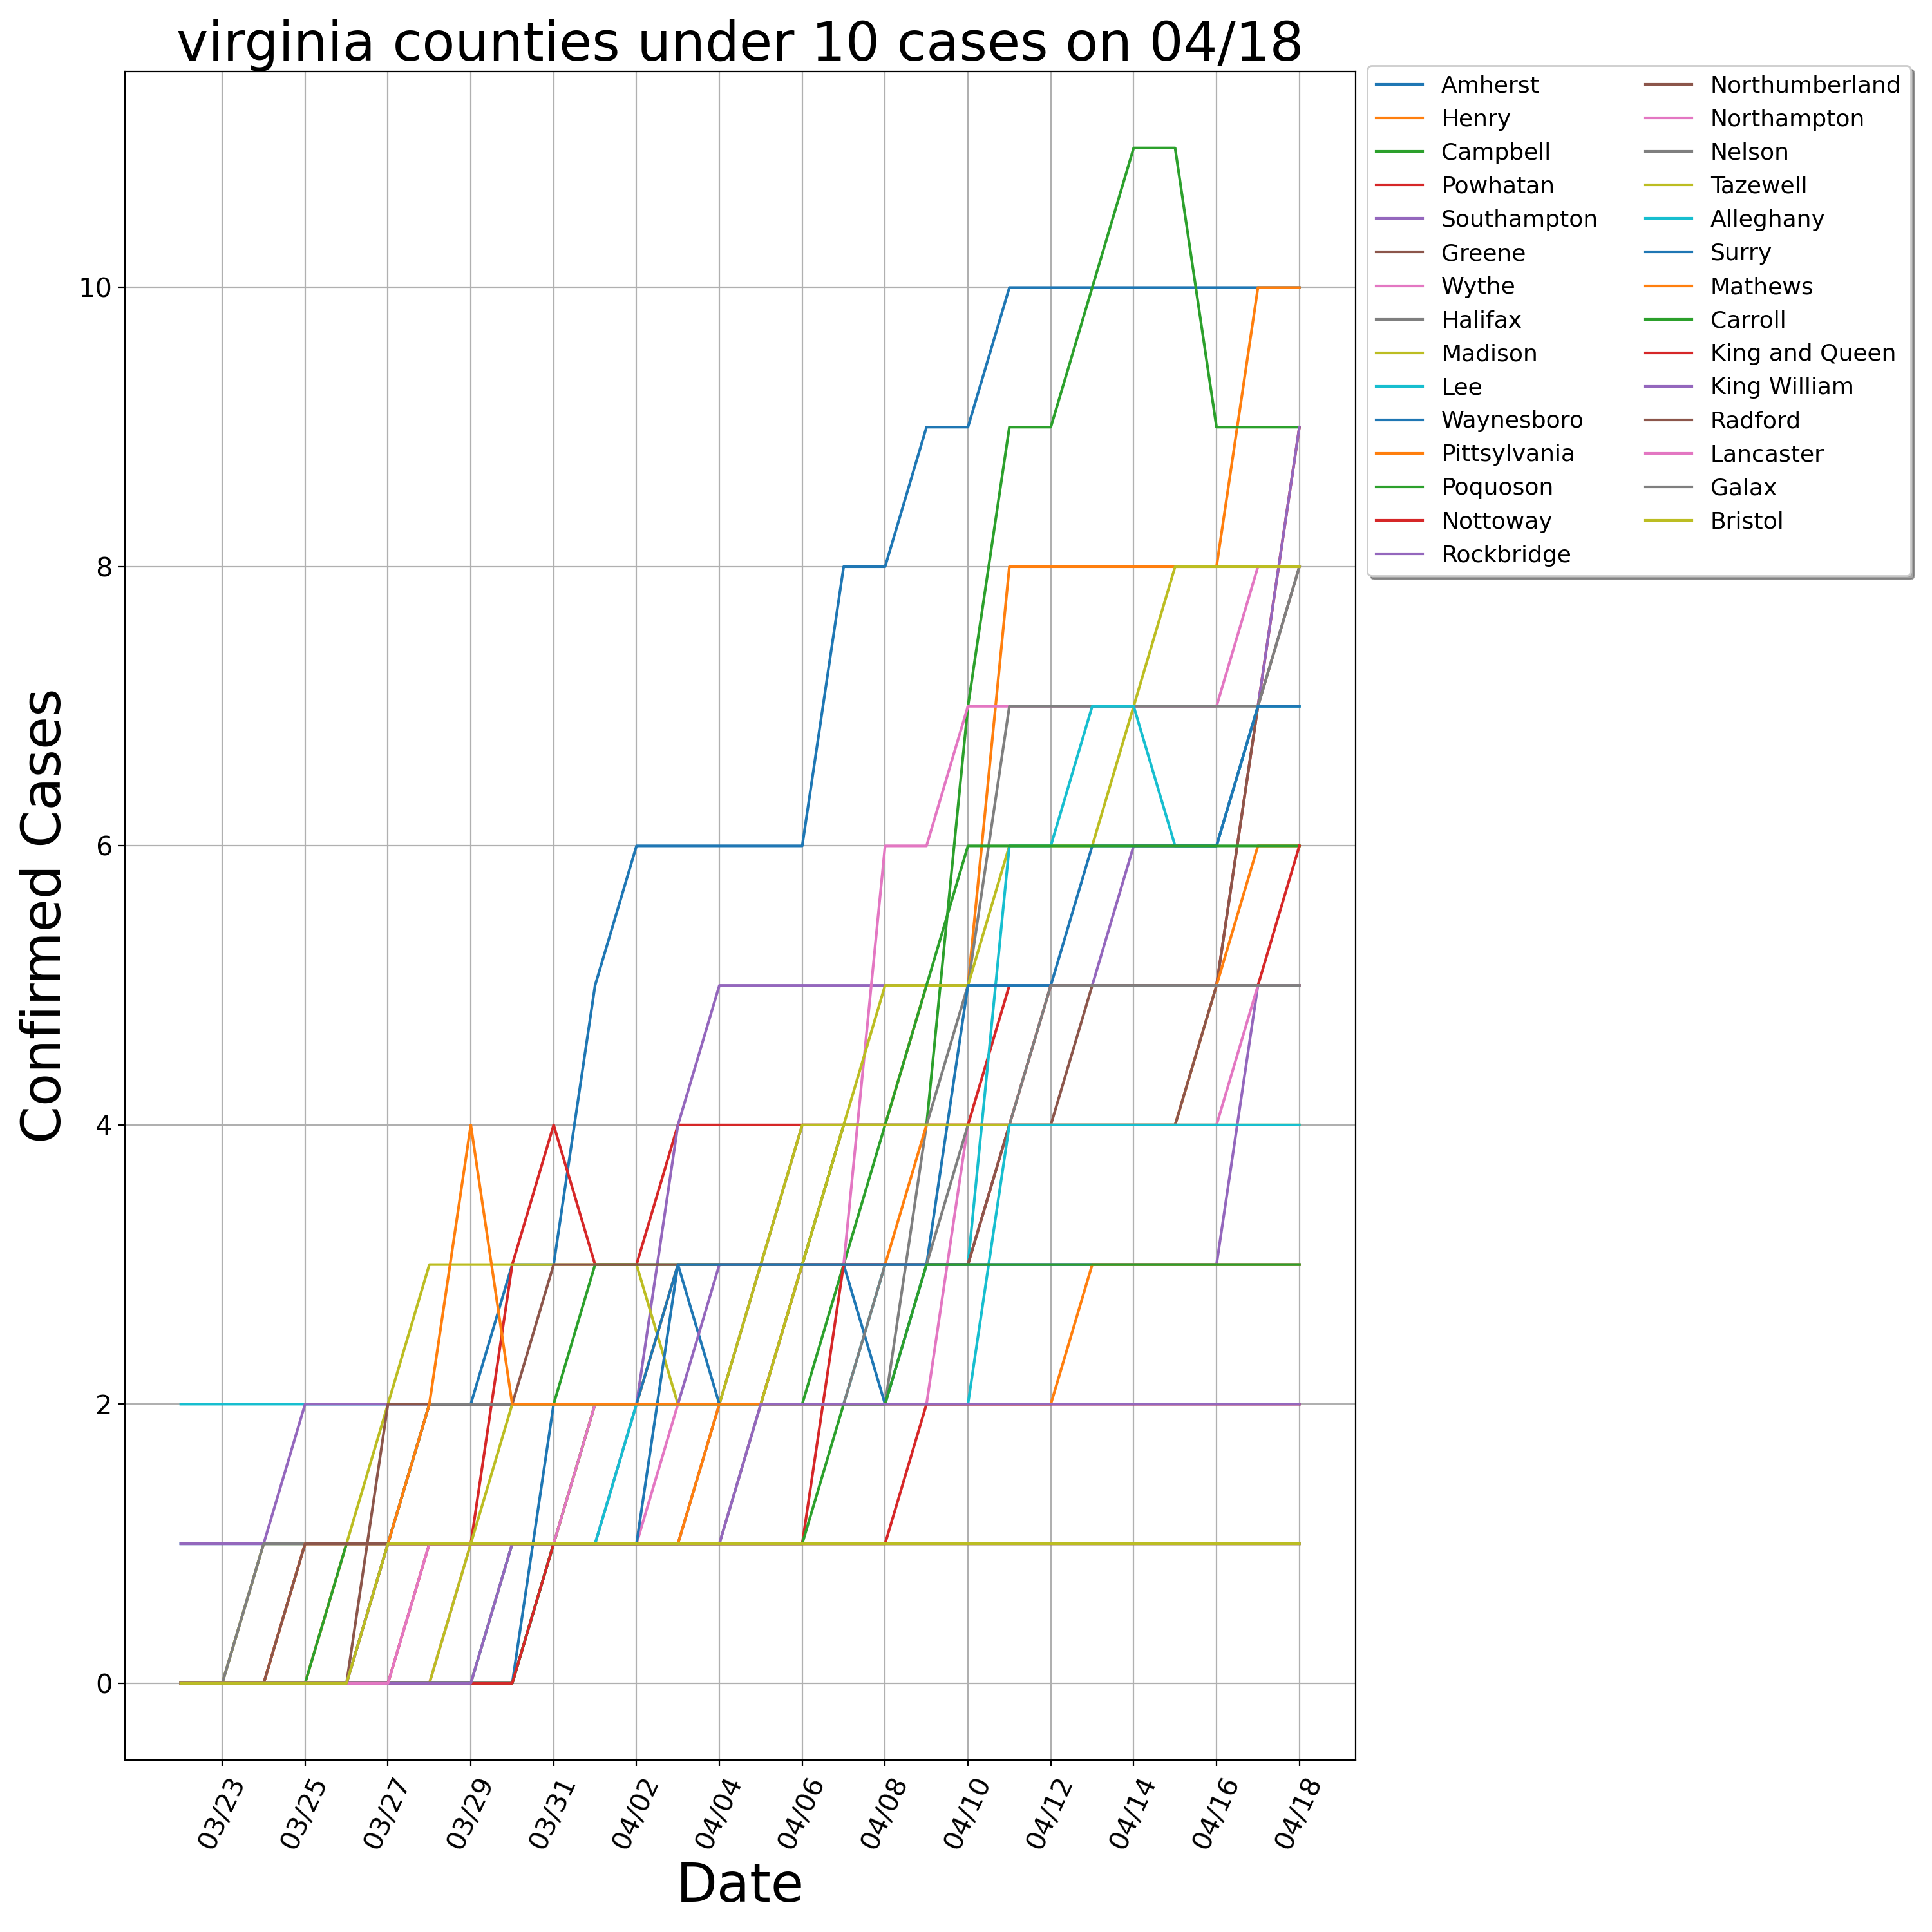 virginia counties under 10 cases on 04/18
Confirmed Cases
10
8
6
4
2
0
03/23
03/25
03/27
03/29
03/31
04/02
04/04
04/06
04/08
04/10
04/12
04/14
04/16
04/18
Date
Amherst
Henry
Campbell
Powhatan
Southampton
Greene
Wythe
Halifax
Madison
Lee
Waynesboro
Pittsylvania
Poquoson
Nottoway
Rockbridge
Northumberland
Northampton
Nelson
Tazewell
Alleghany
Surry
Mathews
Carroll
King and Queen
King William
Radford
Lancaster
Galax
Bristol